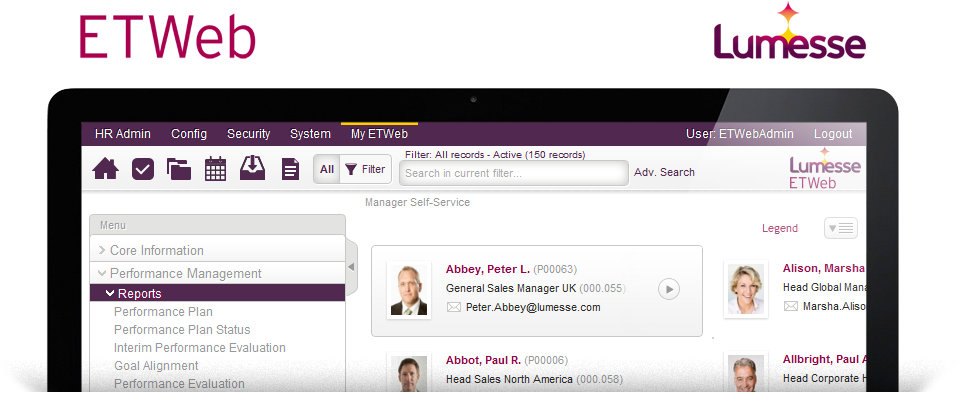 ETWeb
Lumesse
HR Admin Config Security System My ETWeb User: ETWebAdmin Logout
Filter: All records - Active (150 records)
All Filter Search in current filter... Adv. Search
Lumesse
ETWeb
Manager Self-Service
Menu
Legend
Core Information
Performance Management
Reports
Performance Plan
Performance Plan Status
Interim Performance Evaluation
Goal Alignment
Performance Evaluation
Abbey, Peter L. (P00063)
General Sales Manager UK (000.055)
Peter.Abbey@lumesse.com
Alison, Marsha
Head Global Mana
Marsha.Aliso
Abbot, Paul R. (P00006)
Head Sales North America (000.058)
Allbright, Paul A
Head Corporate H